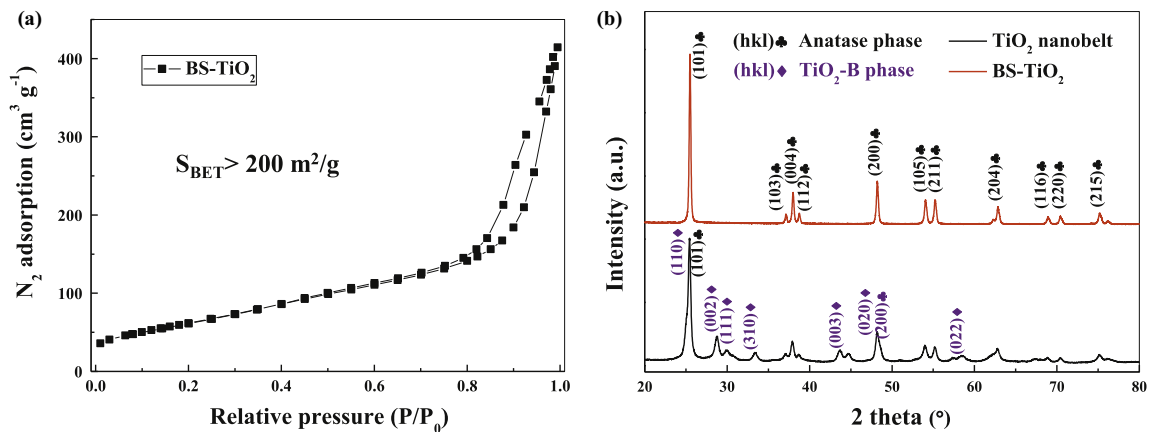 (a)
N2 adsorption (cm3 g-1)
400
300
200
100
0
BS-TiO2
SBET> 200 m2/g
0.0 0.2 0.4 0.6 0.8 1.0
Relative pressure (P/P0)
(b)
Intensity (a.u.)
(hkl)♣ Anatase phase
(hkl)♦ TiO2-B phase
TiO2 nanobelt
BS-TiO2
(101)♣
(103)♣
(004)♣
(112)♣
(200)♣
(105)♣
(211)♣
(204)♣
(116)♣
(220)♣
(215)♣
(110)♦
(101)♣
(002)♦
(111)♦
(310)♦
(003)♦
(020)♦
(200)♣
(022)♦
20 30 40 50 60 70 80
2 theta (°)